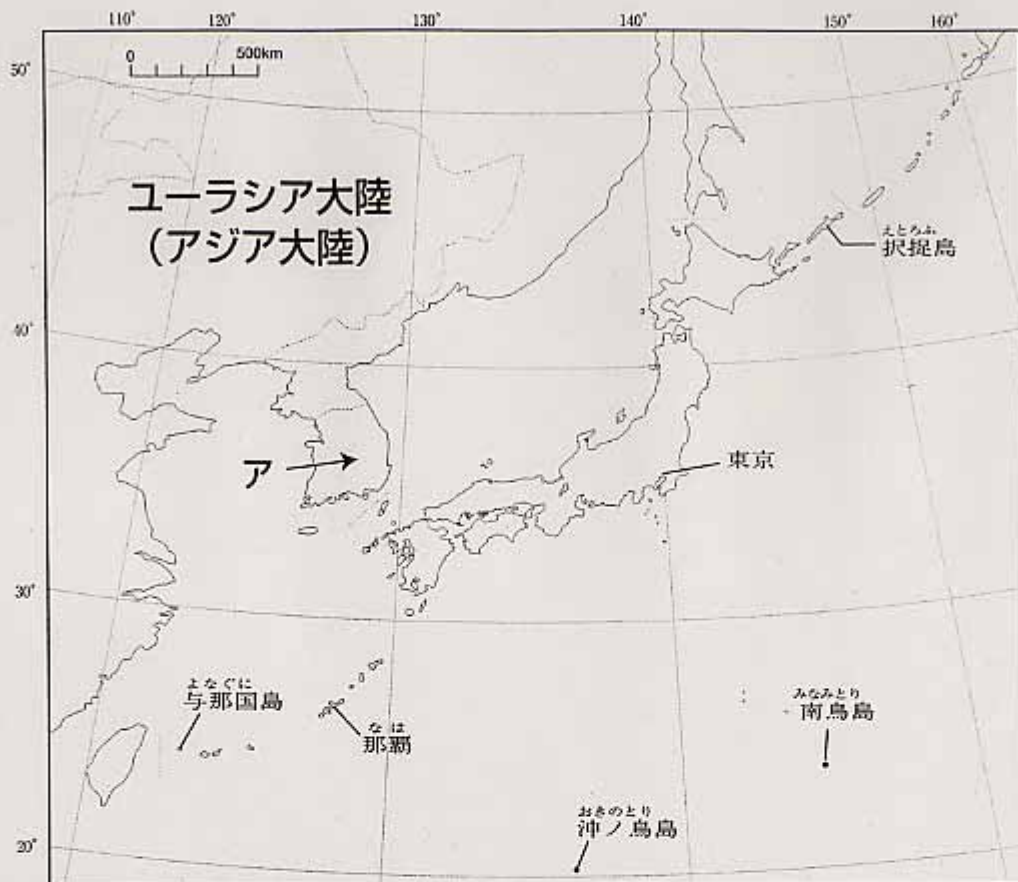 110°
120°
130°
140°
150°
160°
0
500km
50°
40°
30°
20°
ユーラシア大陸
(アジア大陸)
えとろふ
択捉島
ア
東京
よなぐに
与那国島
なは
那覇
みなみとり
南鳥島
おきのとり
沖ノ鳥島